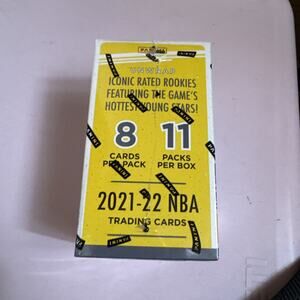 PANINI
UNWRAP
ICONIC RATED ROOKIES
FEATURING THE GAME'S
HOTTEST YOUNG STARS!
8 11
CARDS PACKS
PER PACK PER BOX
2021-22 NBA
TRADING CARDS
PANINI